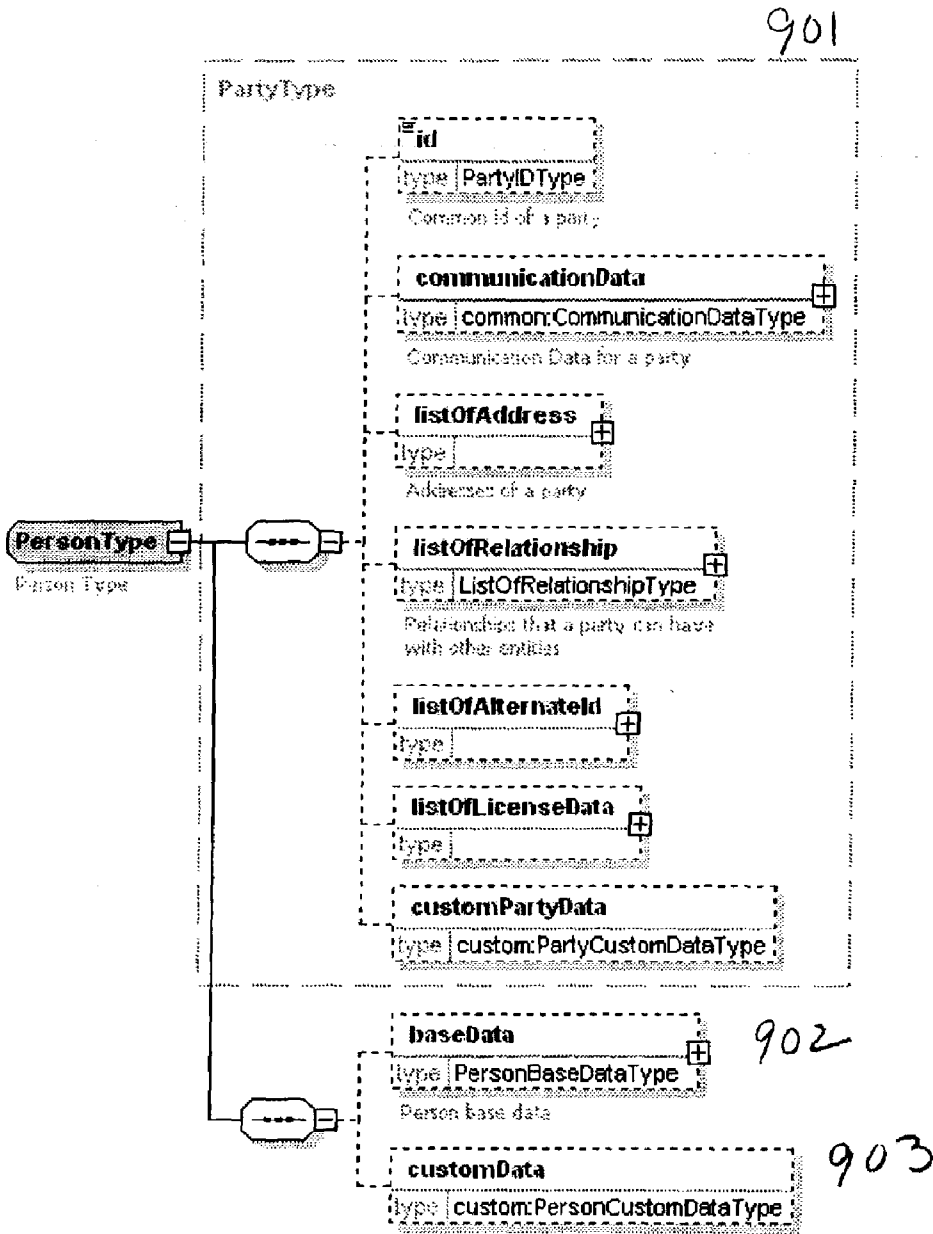 901
PartyType
id
type PartyIDType
Common id of a party
communicationData
type common:CommunicationDataType
Communication Data for a party
listOfAddress
type
Addresses of a party
PersonType
Person Type
listOfRelationship
type ListOfRelationshipType
Relationships that a party can have
with other entities
listOfAlternateId
type
listOfLicenseData
type
customPartyData
type custom:PartyCustomDataType
baseData
type PersonBaseDataType
Person base data
902
customData
type custom:PersonCustomDataType
903